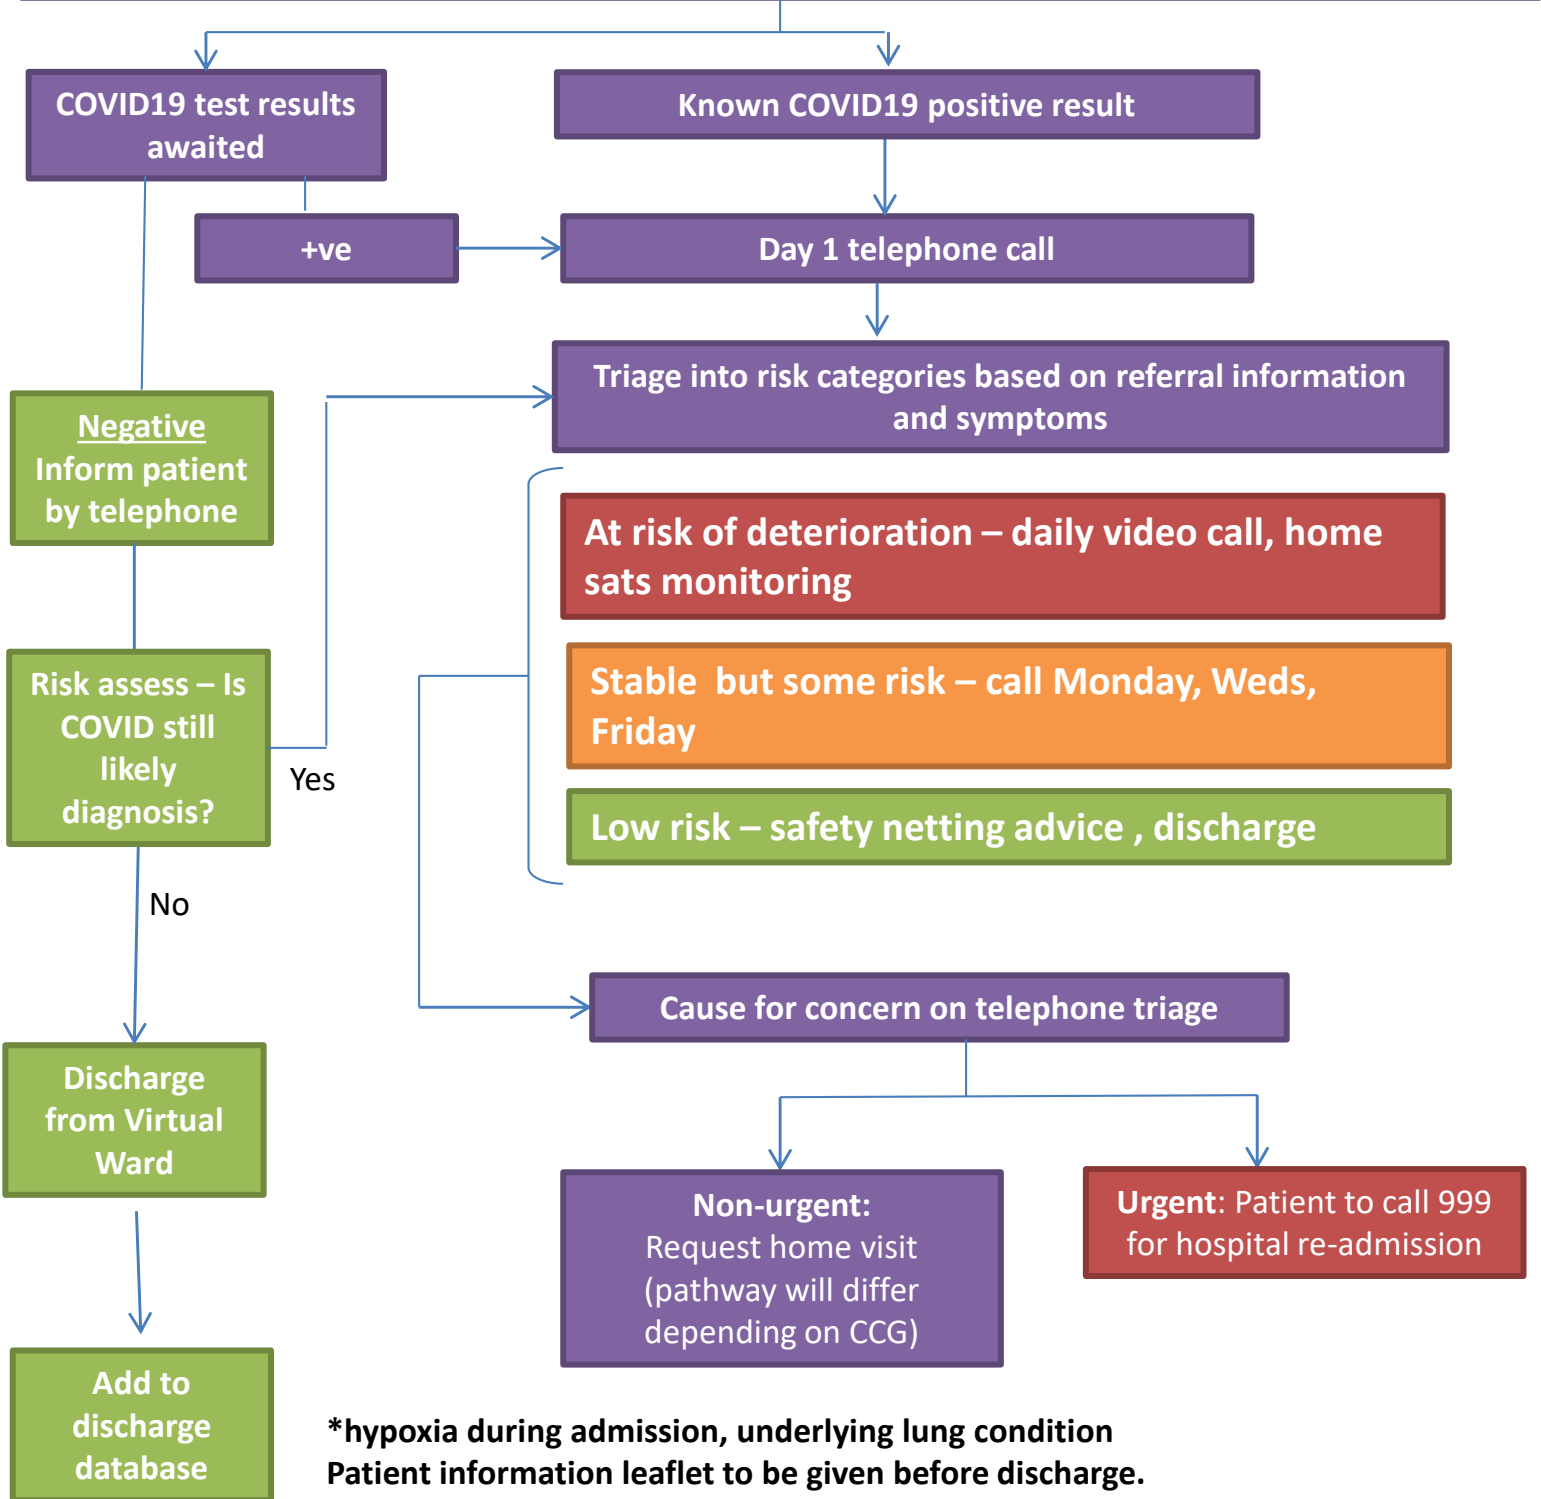 COVID19 test results
awaited
Known COVID19 positive result
+ve
Day 1 telephone call
Triage into risk categories based on referral information
and symptoms
Negative
Inform patient
by telephone
At risk of deterioration – daily video call, home
sats monitoring
Stable  but some risk – call Monday, Weds,
Friday
Risk assess – Is
COVID still
likely
diagnosis?
Yes
Low risk – safety netting advice , discharge
No
Cause for concern on telephone triage
Discharge
from Virtual
Ward
Non-urgent:
Request home visit
(pathway will differ
depending on CCG)
Urgent: Patient to call 999
for hospital re-admission
Add to
discharge
database
*hypoxia during admission, underlying lung condition
Patient information leaflet to be given before discharge.